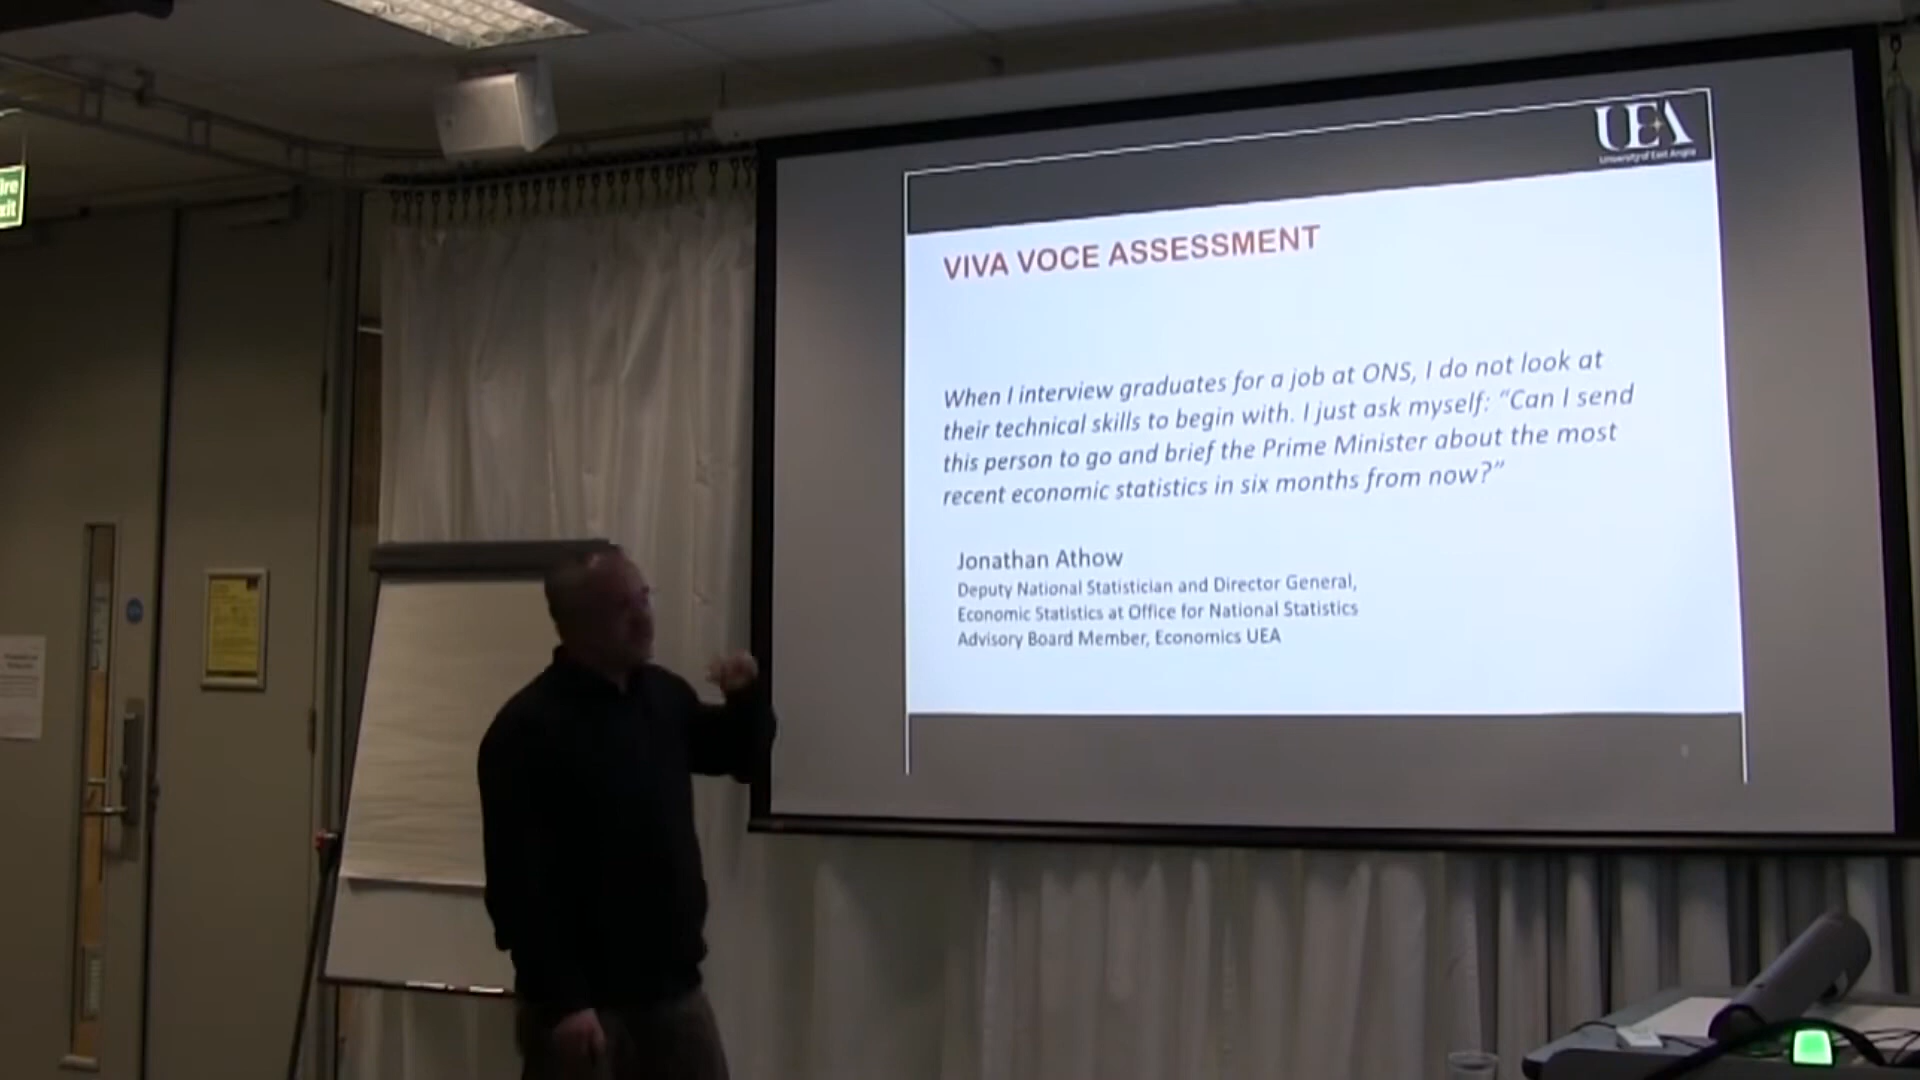 ire
xit
UEA
University of East Anglia
VIVA VOCE ASSESSMENT
When I interview graduates for a job at ONS, I do not look at
their technical skills to begin with. I just ask myself: “Can I send
this person to go and brief the Prime Minister about the most
recent economic statistics in six months from now?”
Jonathan Athow
Deputy National Statistician and Director General,
Economic Statistics at Office for National Statistics
Advisory Board Member, Economics UEA